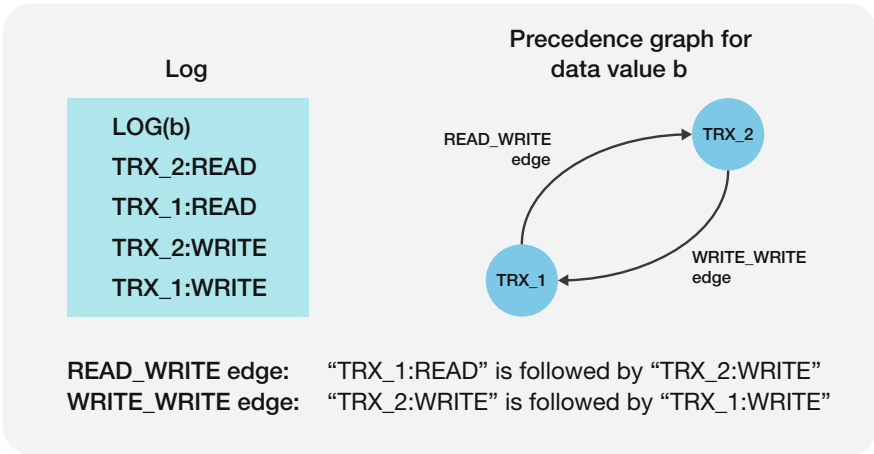 Log
LOG(b)
TRX_2:READ
TRX_1:READ
TRX_2:WRITE
TRX_1:WRITE
Precedence graph for
data value b
READ_WRITE
edge
TRX_2
WRITE_WRITE
edge
TRX_1
READ_WRITE edge: “TRX_1:READ” is followed by “TRX_2:WRITE”
WRITE_WRITE edge: “TRX_2:WRITE” is followed by “TRX_1:WRITE”